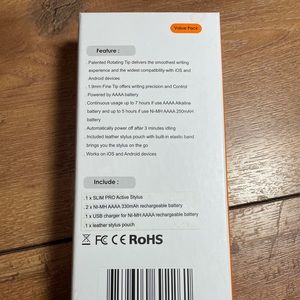 Value Pack
Feature :
Patented Rotating Tip delivers the smoothest writing
experience and the widest compatibility with iOS and
Android devices
1.9mm Fine Tip offers writing precision and Control
Powered by AAAA battery
Continuous usage up to 7 hours if use AAAA Alkaline
battery and up to 5 hours if use NI-MH AAAA 250mAH
battery
Automatically power off after 3 minutes idling
Included leather stylus pouch with built-in elastic band
brings you the stylus on the go
Works on iOS and Android devices
Include :
1 x SLIM PRO Active Stylus
2 x NI-MH AAAA 330mAH rechargeable battery
1 x USB charger for NI-MH AAAA rechargeable battery
1 x leather stylus pouch
FC CE RoHS